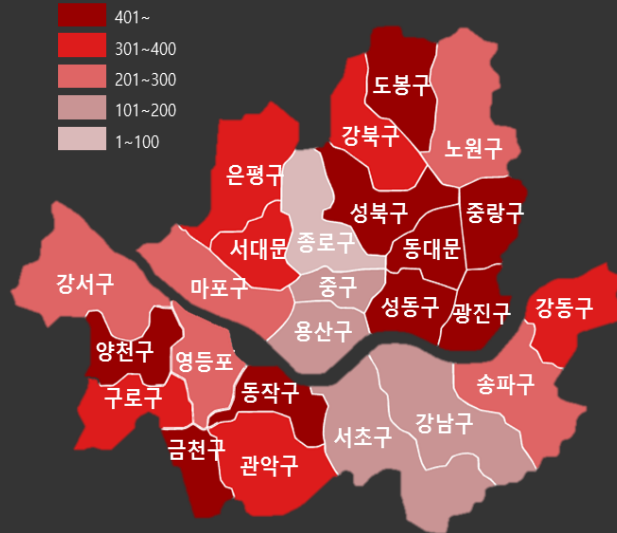 401~
301~400
201~300
101~200
1~100
도봉구
강북구
노원구
은평구
성북구
중랑구
서대문
종로구
동대문
강서구
마포구
중구
성동구
광진구
강동구
용산구
양천구
영등포
구로구
동작구
송파구
서초구
강남구
금천구
관악구